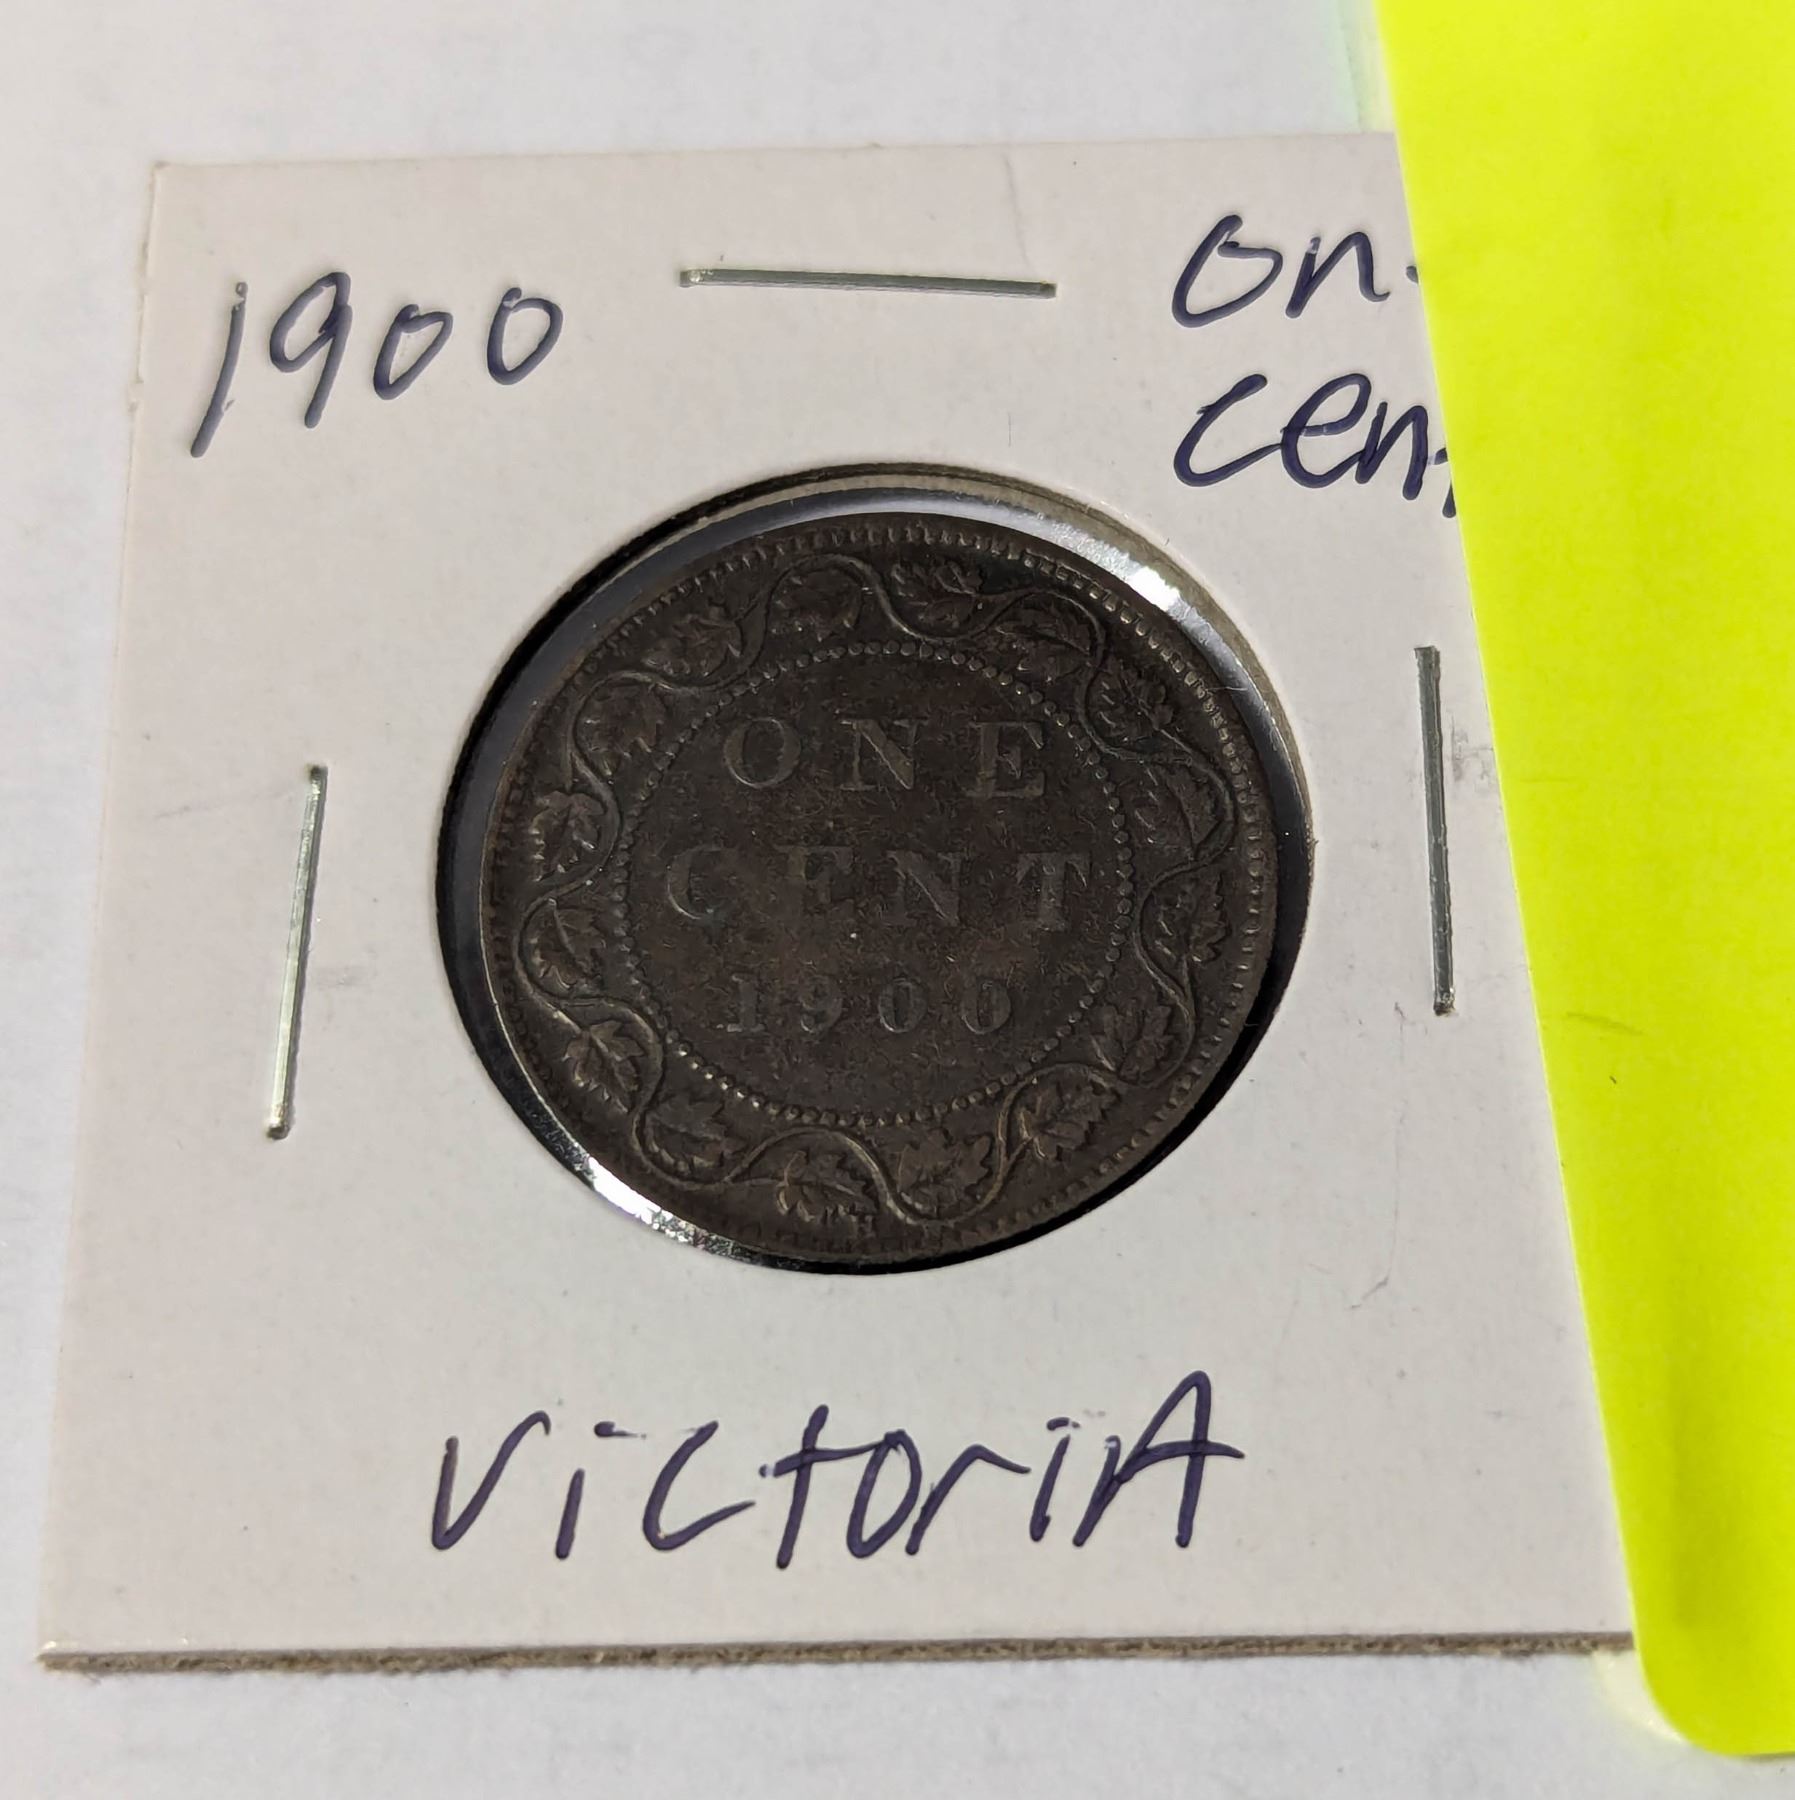 1900
on
cen
ONE
CENT
1900
H
VictoriA